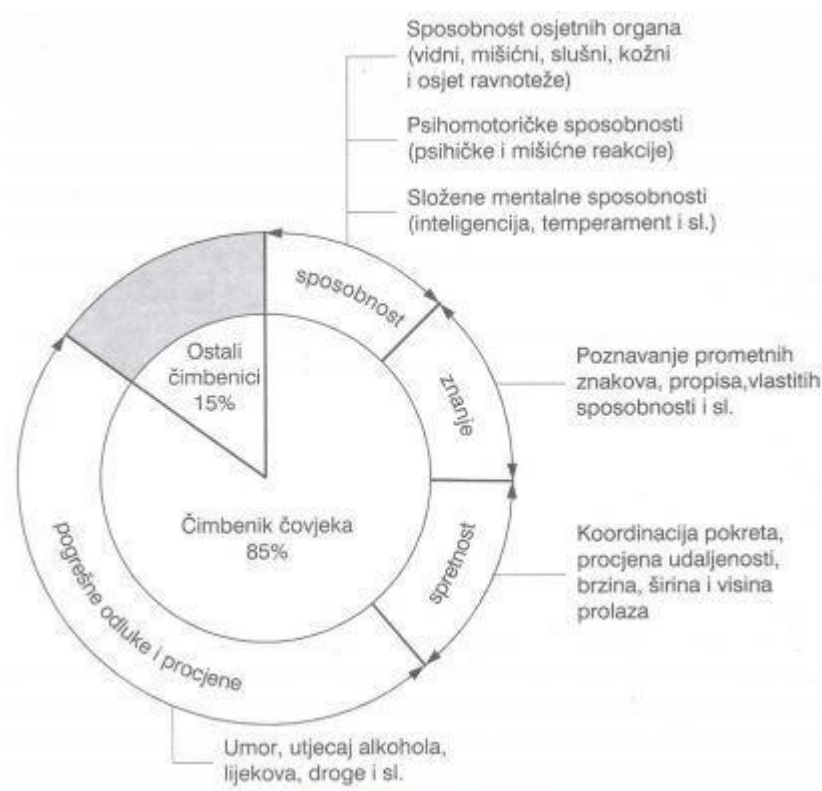 Sposobnost osjetnih organa
(vidni, mišićni, slušni, kožni
i osjet ravnoteže)
Psihomotoričke sposobnosti
(psihičke i mišićne reakcije)
Složene mentalne sposobnosti
(inteligencija, temperament i sl.)
sposobnost
Ostali
čimbenici
15%
znanje
Poznavanje prometnih
znakova, propisa,vlastitih
sposobnosti i sl.
Čimbenik čovjeka
85%
spretnost
Koordinacija pokreta,
procjena udaljenosti,
brzina, širina i visina
prolaza
pogrešne odluke i procjene
Umor, utjecaj alkohola,
lijekova, droge i sl.